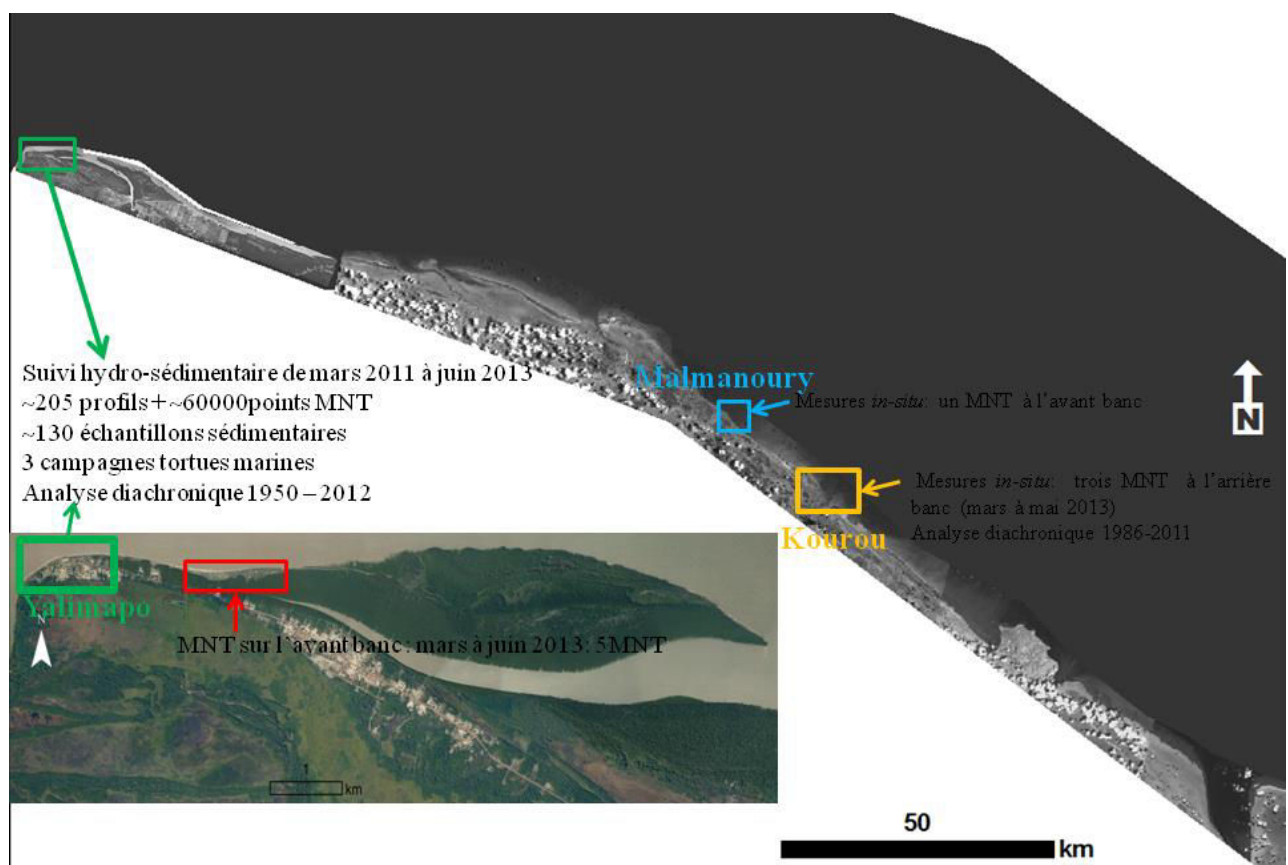 Suivi hydro-sédimentaire de mars 2011 à juin 2013
~205 profils+~60000points MNT
~130 échantillons sédimentaires
3 campagnes tortues marines
Analyse diachronique 1950 – 2012
Malmanoury
Mesures in-situ: un MNT à l'avant banc
N
Mesures in-situ: trois MNT à l'arrière
banc (mars à mai 2013)
Analyse diachronique 1986-2011
Kourou
Yalimapo
N
MNT sur l'avant banc : mars à juin 2013: 5 MNT
1
km
50
km